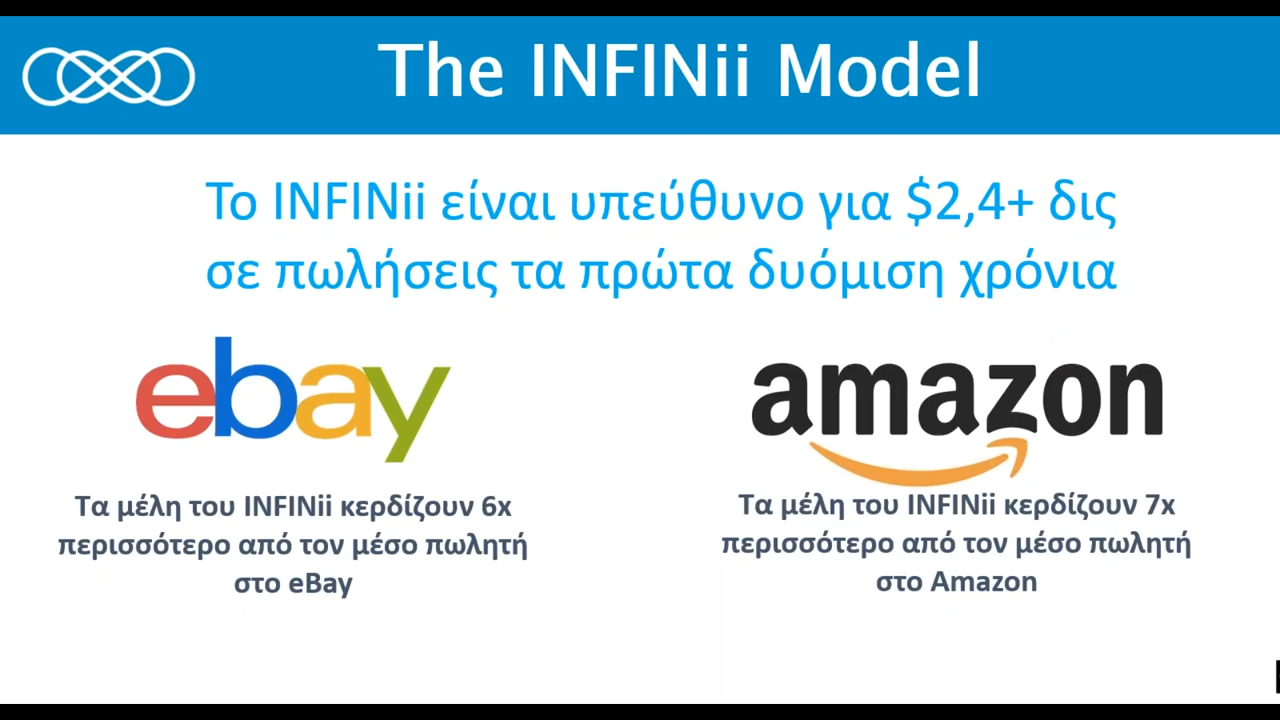 The INFINii Model
Το INFINii είναι υπεύθυνο για $2,4+ δις
σε πωλήσεις τα πρώτα δυόμιση χρόνια
ebay
amazon
Τα μέλη του INFINii κερδίζουν 6x
περισσότερο από τον μέσο πωλητή
στο eBay
Τα μέλη του INFINii κερδίζουν 7x
περισσότερο από τον μέσο πωλητή
στο Amazon